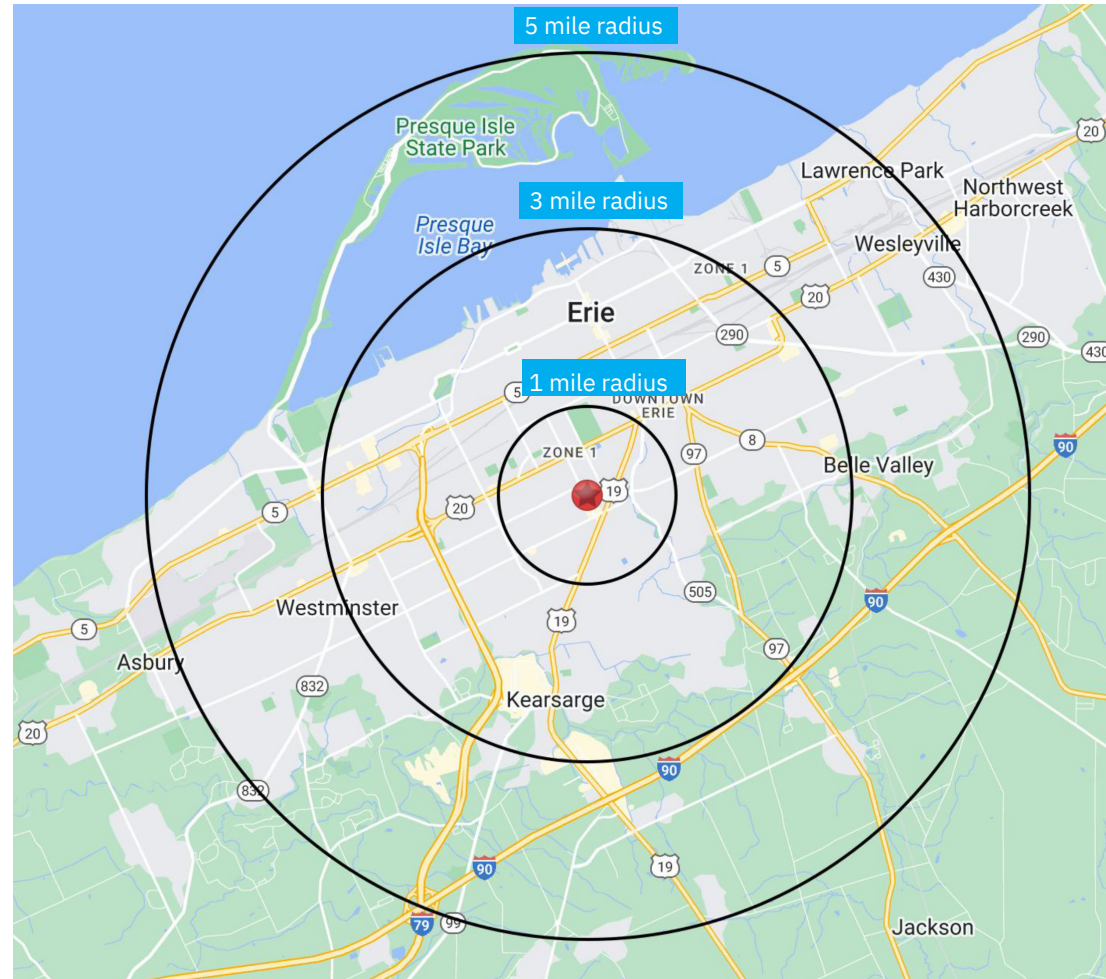 5 mile radius
Presque Isle
State Park
20
Lawrence Park
Northwest
Harborcreek
3 mile radius
Presque
Isle Bay
Wesleyville
ZONE 1
5
430
20
Erie
290
290
430
1 mile radius
5
DOWNTOWN
ERIE
8
90
ZONE 1
97
Belle Valley
19
20
5
505
90
Westminster
19
5
97
Asbury
832
Kearsarge
20
90
832
90
19
79
99
Jackson